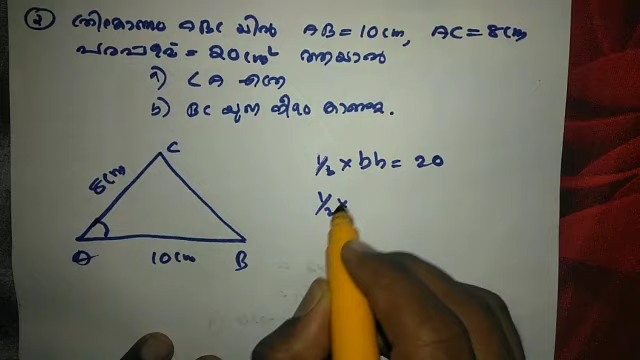 ② ത്രികോണം ABC യിൽ AB = 10cm, AC = 8cm
പരപ്പളവ് = 20cm² ആയാൽ
a) ∠A എത്ര
b) BC യുടെ നീളം കാണുക.
C
8cm
A
10cm
B
1/2 × bh = 20
1/2 ×